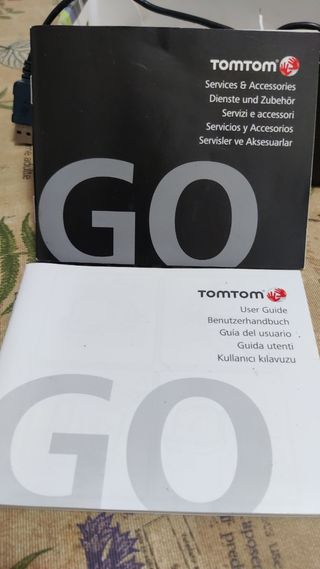 TOMTOM
Services & Accessories
Dienste und Zubehör
Servizi e accessori
Servicios y Accesorios
Servisler ve Aksesuarlar
GO
TOMTOM
User Guide
Benutzerhandbuch
Guía del usuario
Guida utenti
Kullanıcı kılavuzu
GO